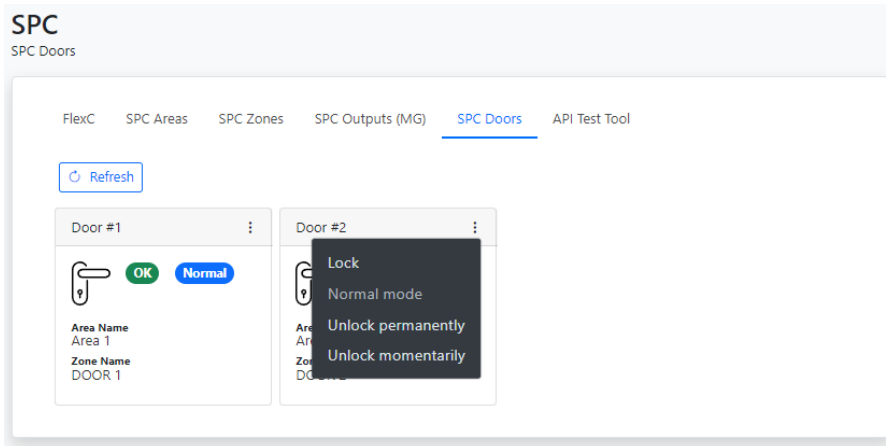 SPC
SPC Doors
FlexC SPC Areas SPC Zones SPC Outputs (MG) SPC Doors API Test Tool
Refresh
Door #1
OK Normal
Area Name
Area 1
Zone Name
DOOR 1
Door #2
Lock
Normal mode
Unlock permanently
Unlock momentarily